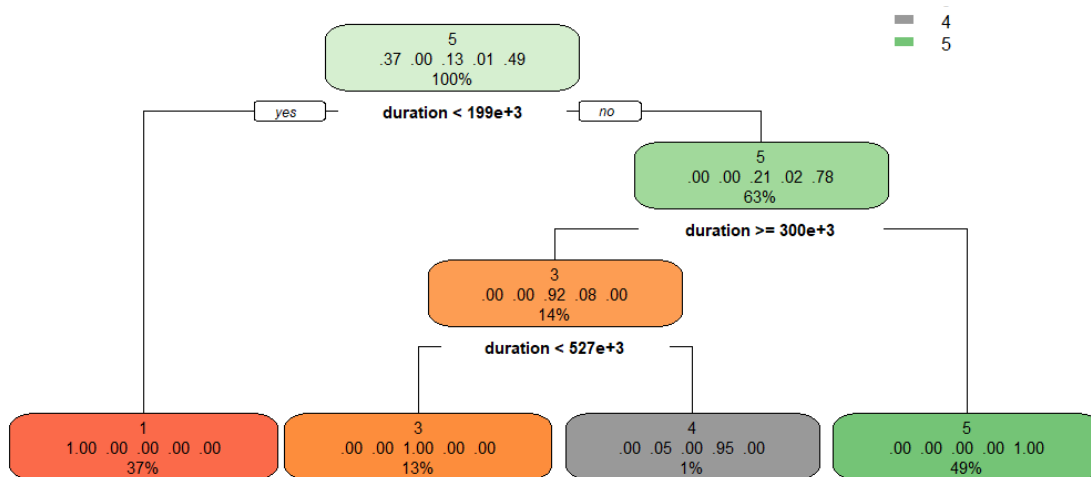 4
5
5
.37 .00 .13 .01 .49
100%
yes
duration < 199e+3
no
5
.00 .00 .21 .02 .78
63%
duration >= 300e+3
3
.00 .00 .92 .08 .00
14%
duration < 527e+3
1
1.00 .00 .00 .00 .00
37%
3
.00 .00 1.00 .00 .00
13%
4
.00 .05 .00 .95 .00
1%
5
.00 .00 .00 .00 1.00
49%